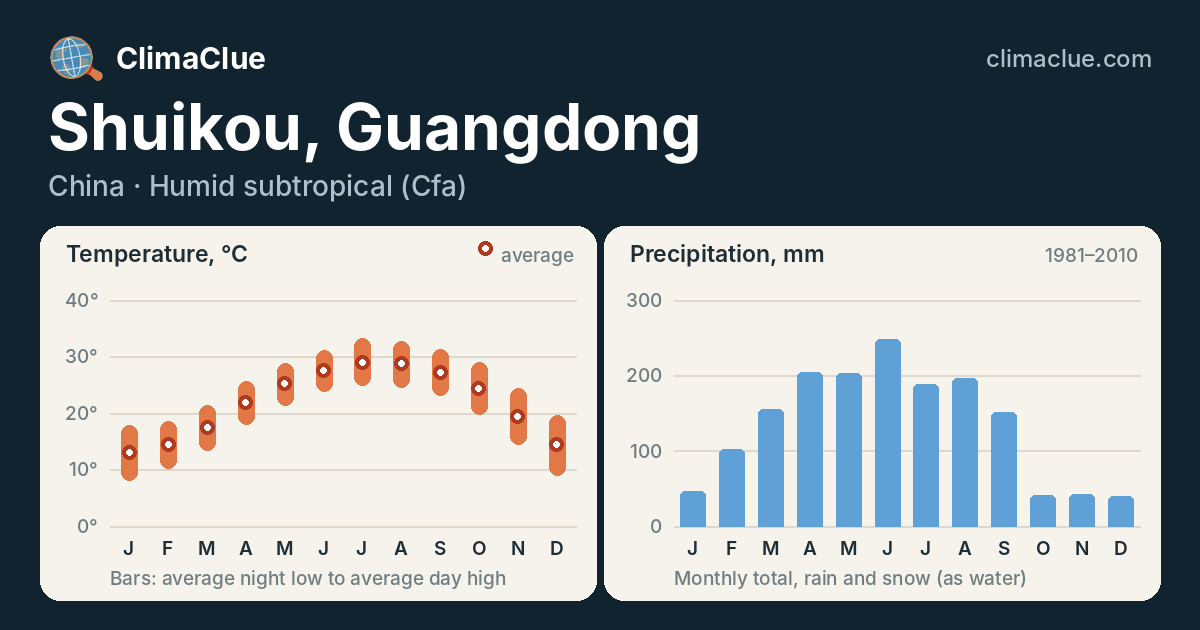 ClimaClue
climaclue.com
Shuikou, Guangdong
China · Humid subtropical (Cfa)
Temperature, °C
average
40°
30°
20°
10°
0°
J F M A M J J A S O N D
Bars: average night low to average day high
Precipitation, mm
1981–2010
300
200
100
0
J F M A M J J A S O N D
Monthly total, rain and snow (as water)